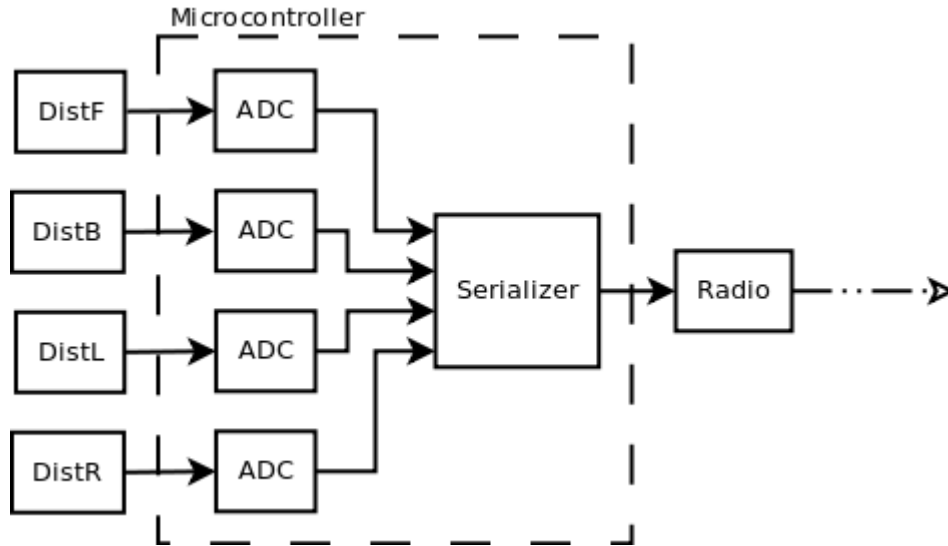 Microcontroller
DistF
ADC
DistB
ADC
Serializer
Radio
DistL
ADC
DistR
ADC